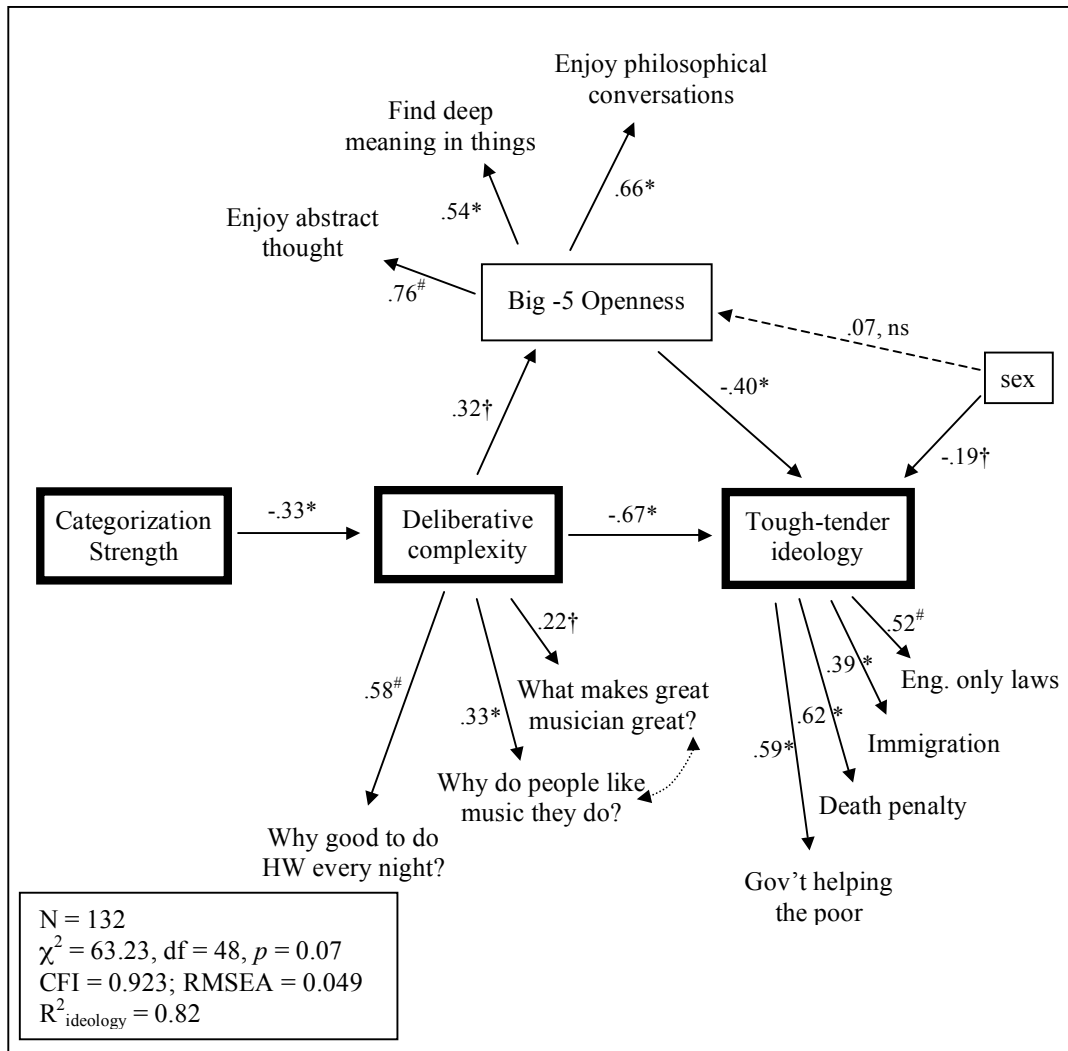 Enjoy philosophical
conversations
Find deep
meaning in things
.66*
.54*
Enjoy abstract
thought
.76#
Big -5 Openness
.07, ns
sex
-.40*
.32†
-.19†
Categorization
Strength
-.33*
Deliberative
complexity
-.67*
Tough-tender
ideology
.22†
.52#
.58#
.39 *
Eng. only laws
What makes great
musician great?
.33*
.62 *
Immigration
.59*
Why do people like
music they do?
Death penalty
Why good to do
HW every night?
Gov't helping
the poor
N = 132
χ² = 63.23, df = 48, p = 0.07
CFI = 0.923; RMSEA = 0.049
R²ideology = 0.82